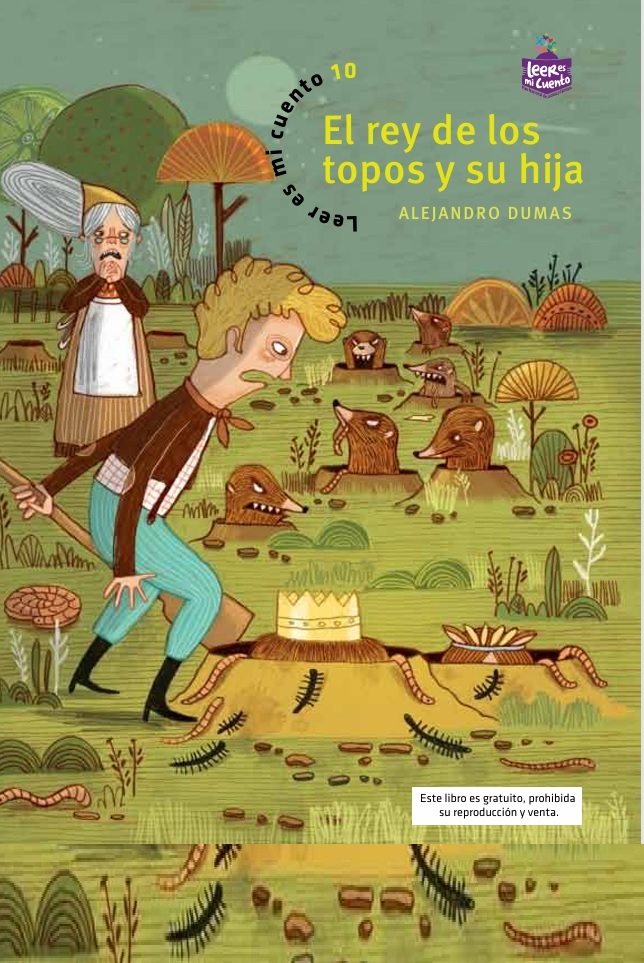 Leer es mi cuento 10
leer es
mi cuento
El rey de los
topos y su hija
ALEJANDRO DUMAS
Este libro es gratuito, prohibida
su reproducción y venta.